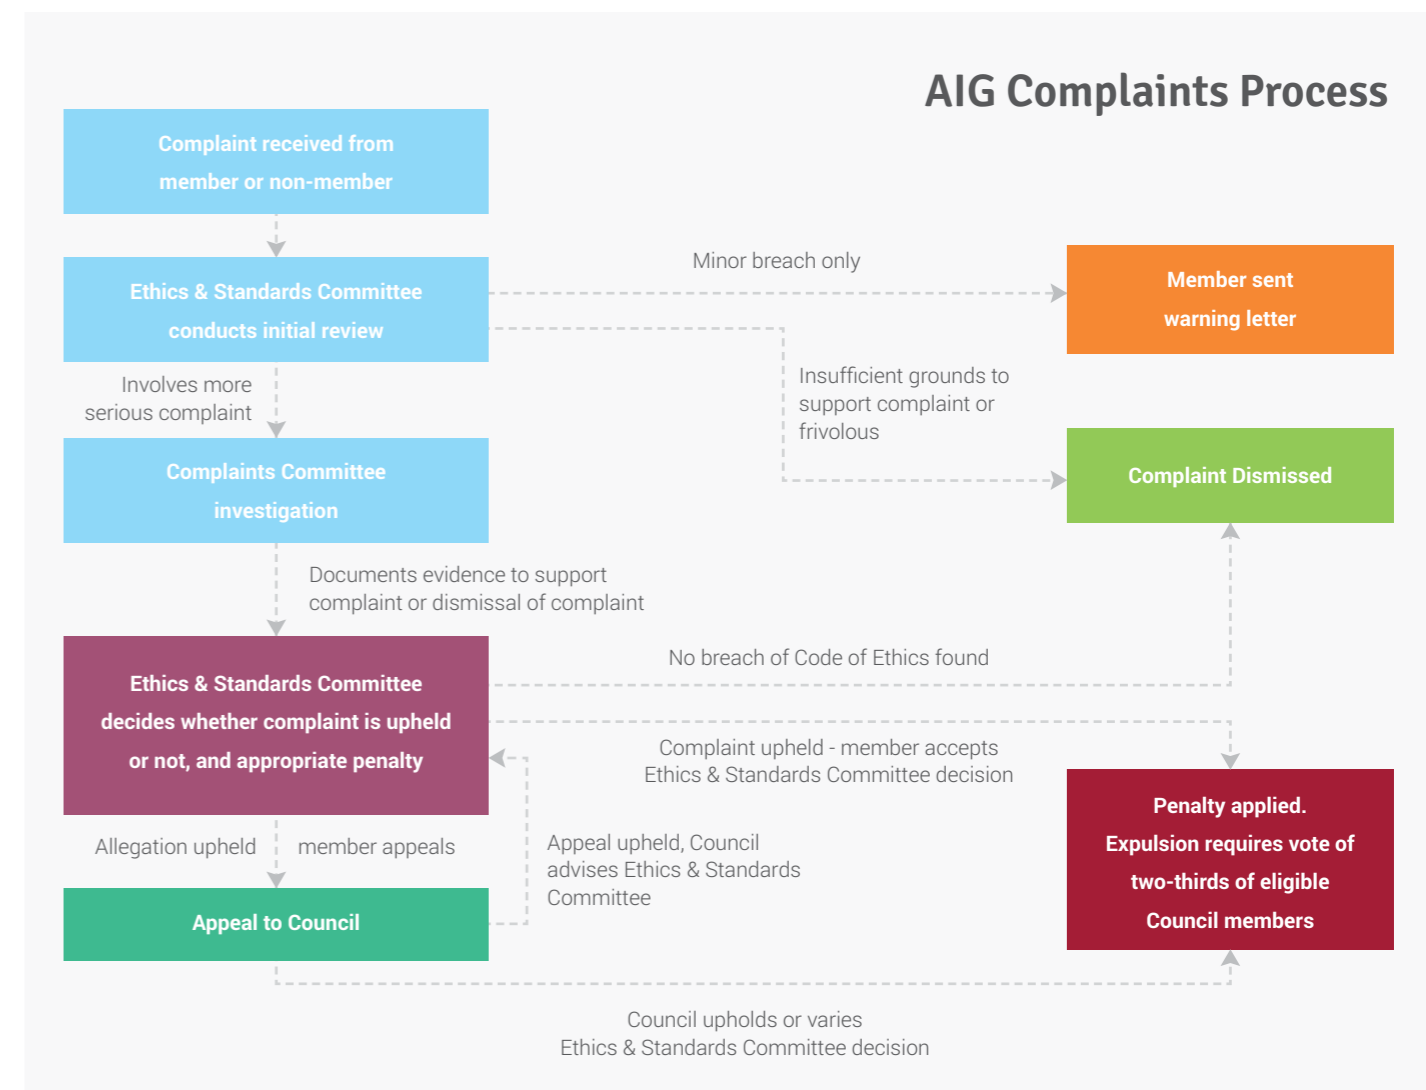 AIG Complaints Process
Complaint received from
member or non-member
Ethics & Standards Committee
conducts initial review
Minor breach only
Member sent
warning letter
Involves more
serious complaint
Insufficient grounds to
support complaint or
frivolous
Complaints Committee
investigation
Complaint Dismissed
Documents evidence to support
complaint or dismissal of complaint
Ethics & Standards Committee
decides whether complaint is upheld
or not, and appropriate penalty
No breach of Code of Ethics found
Complaint upheld - member accepts
Ethics & Standards Committee decision
Penalty applied.
Expulsion requires vote of
two-thirds of eligible
Council members
Allegation upheld
member appeals
Appeal upheld, Council
advises Ethics & Standards
Committee
Appeal to Council
Council upholds or varies
Ethics & Standards Committee decision